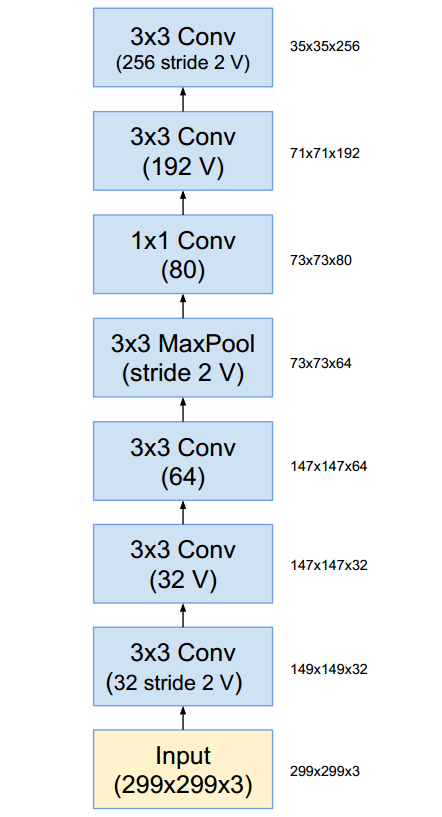 3x3 Conv
(256 stride 2 V)
35x35x256
3x3 Conv
(192 V)
71x71x192
1x1 Conv
(80)
73x73x80
3x3 MaxPool
(stride 2 V)
73x73x64
3x3 Conv
(64)
147x147x64
3x3 Conv
(32 V)
147x147x32
3x3 Conv
(32 stride 2 V)
149x149x32
Input
(299x299x3)
299x299x3